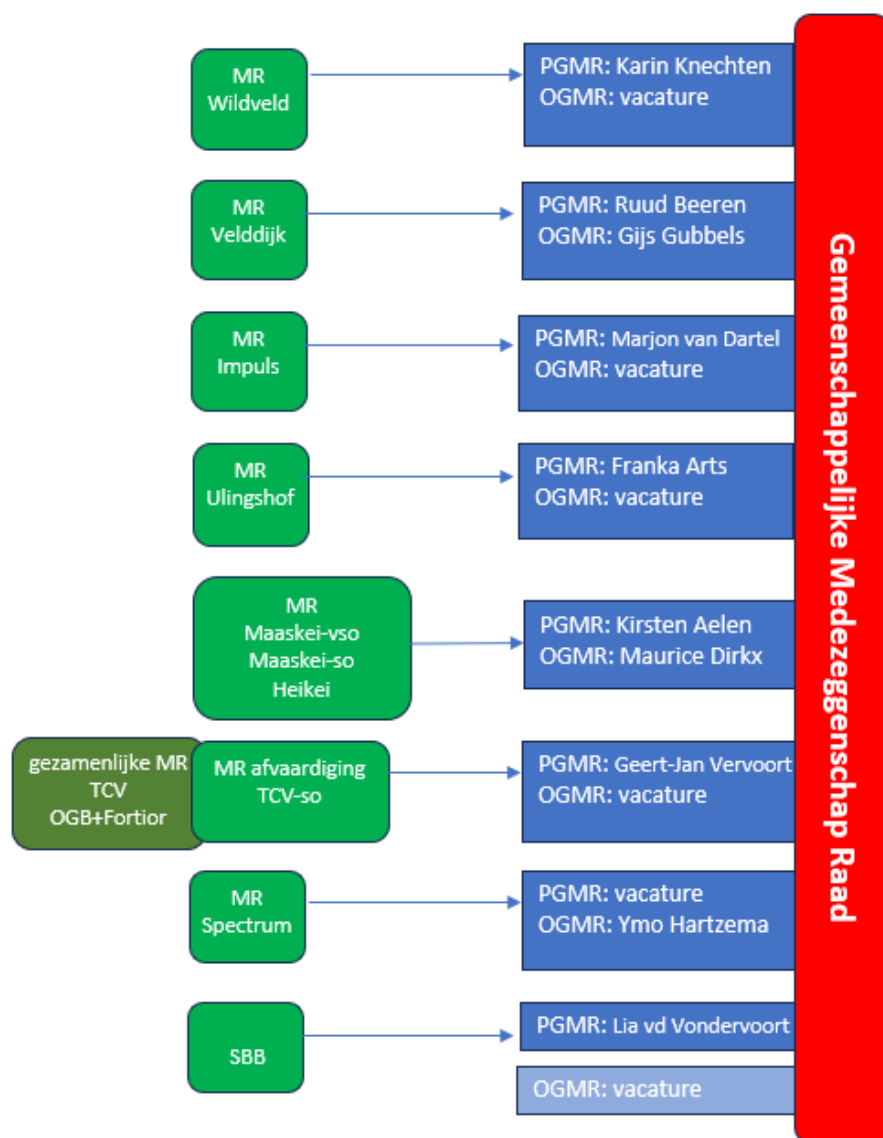 MR
Wildveld
PGMR: Karin Knechten
OGMR: vacature
MR
Velddijk
PGMR: Ruud Beeren
OGMR: Gijs Gubbels
MR
Impuls
PGMR: Marjon van Dartel
OGMR: vacature
MR
Ulingshof
PGMR: Franka Arts
OGMR: vacature
MR
Maaskei-vso
Maaskei-so
Heikei
PGMR: Kirsten Aelen
OGMR: Maurice Dirkx
gezamenlijke MR
TCV
OGB+Fortior
MR afvaardiging
TCV-so
PGMR: Geert-Jan Vervoort
OGMR: vacature
MR
Spectrum
PGMR: vacature
OGMR: Ymo Hartzema
SBB
PGMR: Lia vd Vondervoort
OGMR: vacature
Gemeenschappelijke Medezeggenschap Raad